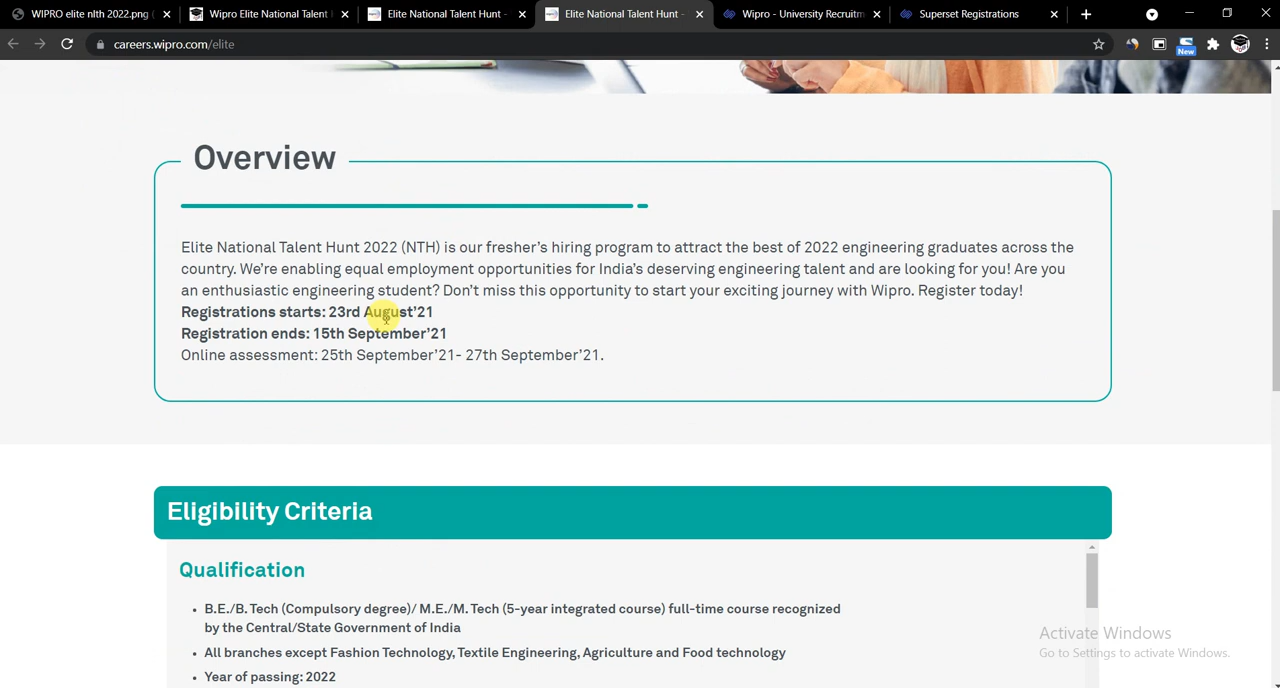 WIPRO elite nlth 2022.png (
Wipro Elite National Talent
Elite National Talent Hunt -
Elite National Talent Hunt -
Wipro - University Recruitm
Superset Registrations
careers.wipro.com/elite
New
Overview
Elite National Talent Hunt 2022 (NTH) is our fresher's hiring program to attract the best of 2022 engineering graduates across the
country. We're enabling equal employment opportunities for India's deserving engineering talent and are looking for you! Are you
an enthusiastic engineering student? Don't miss this opportunity to start your exciting journey with Wipro. Register today!
Registrations starts: 23rd August'21
Registration ends: 15th September'21
Online assessment: 25th September'21- 27th September'21.
Eligibility Criteria
Qualification
• B.E./B. Tech (Compulsory degree)/ M.E./M. Tech (5-year integrated course) full-time course recognized
by the Central/State Government of India
• All branches except Fashion Technology, Textile Engineering, Agriculture and Food technology
• Year of passing: 2022
Activate Windows
Go to Settings to activate Windows.